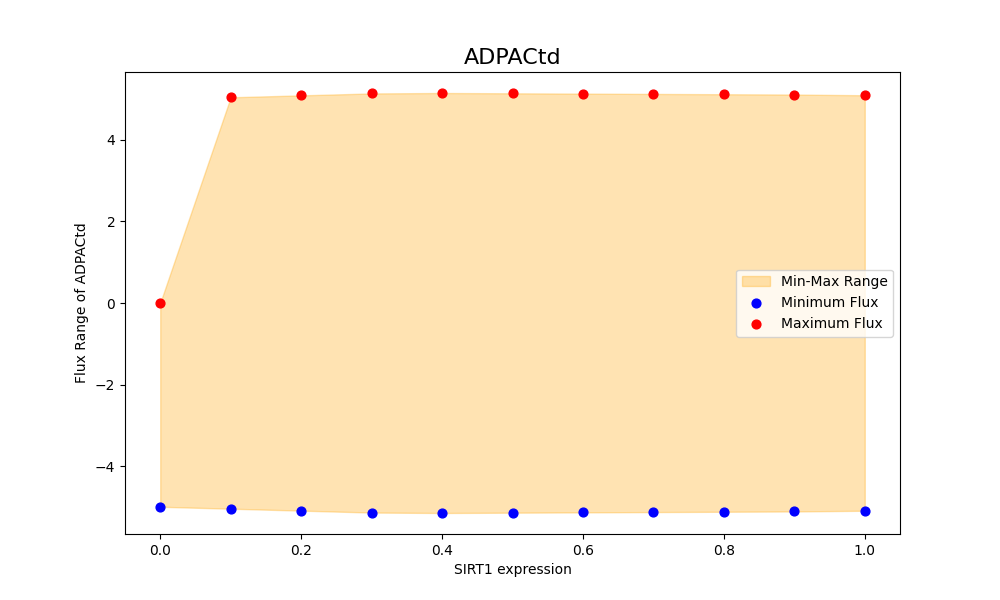 ADPACtd
Flux Range of ADPACtd
4
2
0
−2
−4
Min-Max Range
Minimum Flux
Maximum Flux
0.0 0.2 0.4 0.6 0.8 1.0
SIRT1 expression